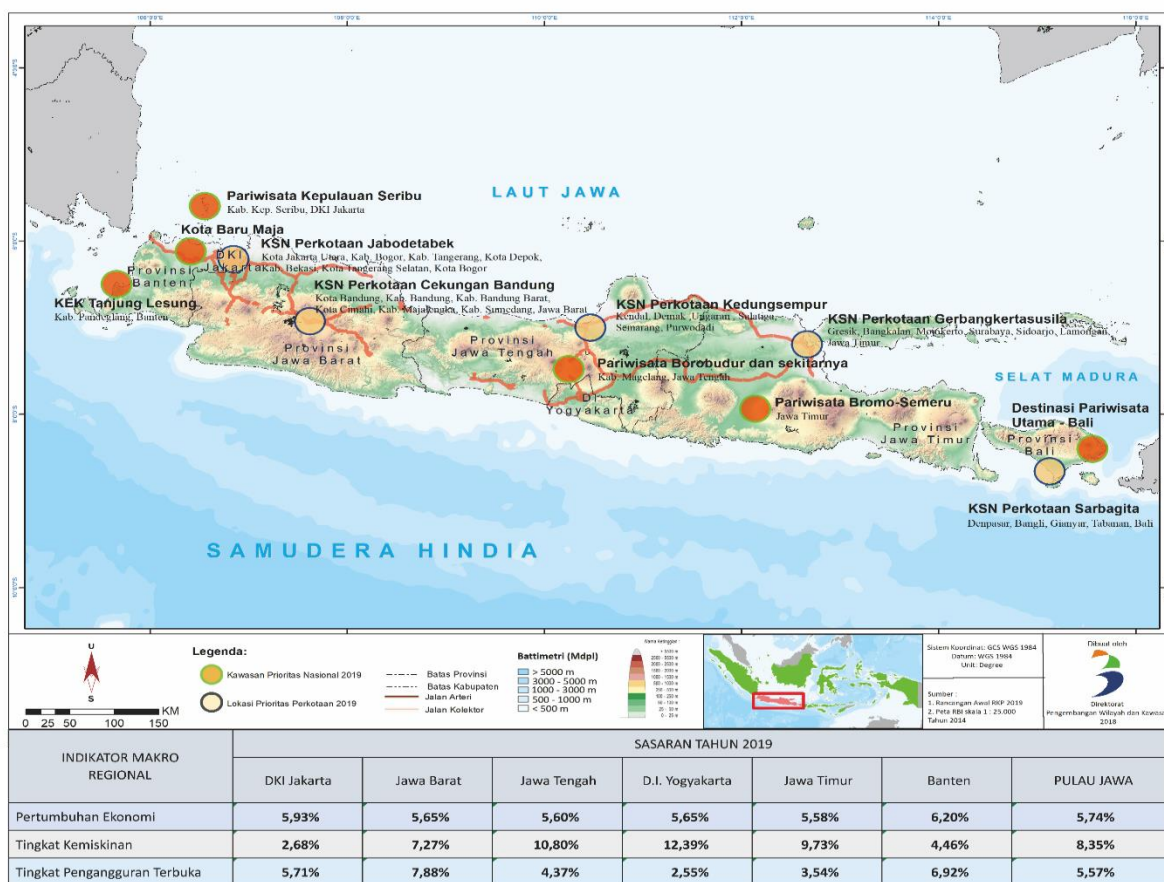 LAUT JAWA
Pariwisata Kepulauan Seribu
Kab. Kep. Seribu, DKI Jakarta
Kota Baru Maja
KSN Perkotaan Jabodetabek
Kota Jakarta Utara, Kab. Bogor, Kab. Tangerang, Kota Depok,
Kab. Bekasi, Kota Tangerang Selatan, Kota Bogor
DKI
Jakarta
Provinsi
Banten
KEK Tanjung Lesung
Kab. Pandeglang, Banten
KSN Perkotaan Cekungan Bandung
Kota Bandung, Kab. Bandung, Kab. Bandung Barat,
Kota Cimahi, Kab. Majalengka, Kab. Sumedang, Jawa Barat
Provinsi
Jawa Barat
KSN Perkotaan Kedungsempur
Kendal, Demak, Ungaran, Salatiga,
Semarang, Purwodadi
KSN Perkotaan Gerbangkertasusila
Gresik, Bangkalan, Mojokerto, Surabaya, Sidoarjo, Lamongan,
Jawa Timur
Provinsi
Jawa Tengah
Pariwisata Borobudur dan sekitarnya
Kab. Magelang, Jawa Tengah
SELAT MADURA
DI
Yogyakarta
Pariwisata Bromo-Semeru
Jawa Timur
Provinsi
Jawa Timur
Destinasi Pariwisata
Utama - Bali
Provinsi
Bali
KSN Perkotaan Sarbagita
Denpasar, Bangli, Gianyar, Tabanan, Bali
SAMUDERA HINDIA
U
0 25 50 100 150 KM
Legenda:
Kawasan Prioritas Nasional 2019
Lokasi Prioritas Perkotaan 2019
Batas Provinsi
Batas Kabupaten
Jalan Arteri
Jalan Kolektor
Battimetri (Mdpl)
> 5000 m
3000 - 5000 m
1000 - 3000 m
500 - 1000 m
< 500 m
Sistem Koordinat: GCS WGS 1984
Datum: WGS 1984
Unit: Degree
Sumber :
1. Rancangan Awal RKP 2019
2. Peta RBI skala 1 : 25.000
Tahun 2014
Dibuat oleh
Direktorat
Pengembangan Wilayah dan Kawasan
2018
INDIKATOR MAKRO REGIONAL
SASARAN TAHUN 2019
DKI Jakarta Jawa Barat Jawa Tengah D.I. Yogyakarta Jawa Timur Banten PULAU JAWA
Pertumbuhan Ekonomi 5,93% 5,65% 5,60% 5,65% 5,58% 6,20% 5,74%
Tingkat Kemiskinan 2,68% 7,27% 10,80% 12,39% 9,73% 4,46% 8,35%
Tingkat Pengangguran Terbuka 5,71% 7,88% 4,37% 2,55% 3,54% 6,92% 5,57%